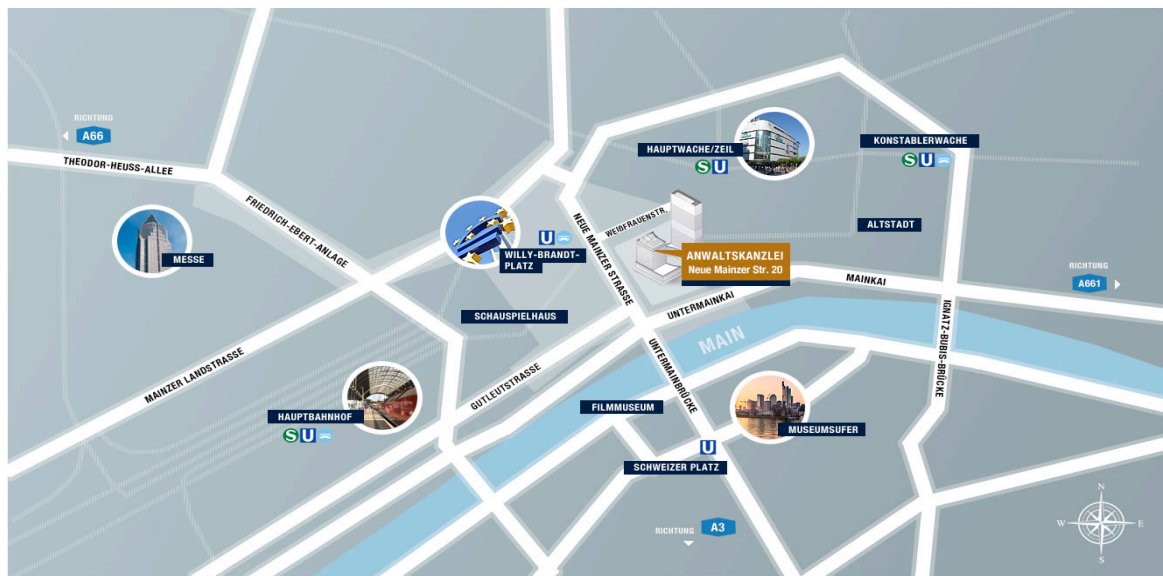 RICHTUNG
A66
THEODOR-HEUSS-ALLEE
FRIEDRICH-EBERT-ANLAGE
MESSE
MAINZER LANDSTRASSE
HAUPTBAHNHOF
S U
GUTLEUTSTRASSE
U
WILLY-BRANDT-
PLATZ
SCHAUSPIELHAUS
NEUE MAINZER STRASSE
WEIßFRAUENSTR.
HAUPTWACHE/ZEIL
S U
KONSTABLERWACHE
S U
ALTSTADT
ANWALTSKANZLEI
Neue Mainzer Str. 20
UNTERMAINKAI
MAINKAI
RICHTUNG
A661
MAIN
UNTERMAINBRÜCKE
IGNATZ-BUBIS-BRÜCKE
FILMMUSEUM
MUSEUMSUFER
U
SCHWEIZER PLATZ
RICHTUNG
A3
N
W E
S